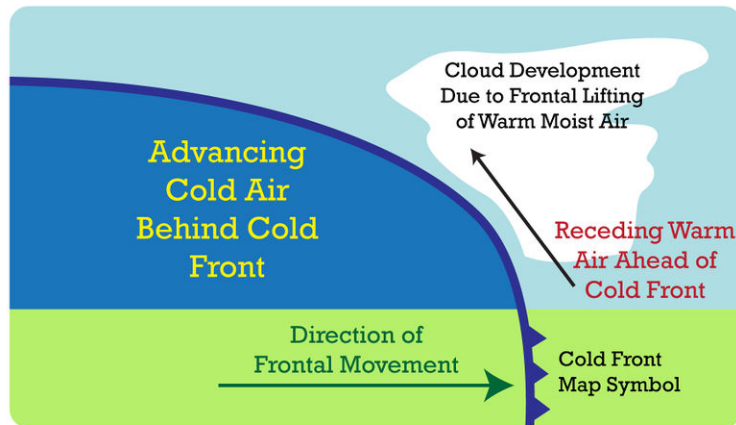 Cloud Development
Due to Frontal Lifting
of Warm Moist Air
Advancing
Cold Air
Behind Cold
Front
Receding Warm
Air Ahead of
Cold Front
Direction of
Frontal Movement
Cold Front
Map Symbol